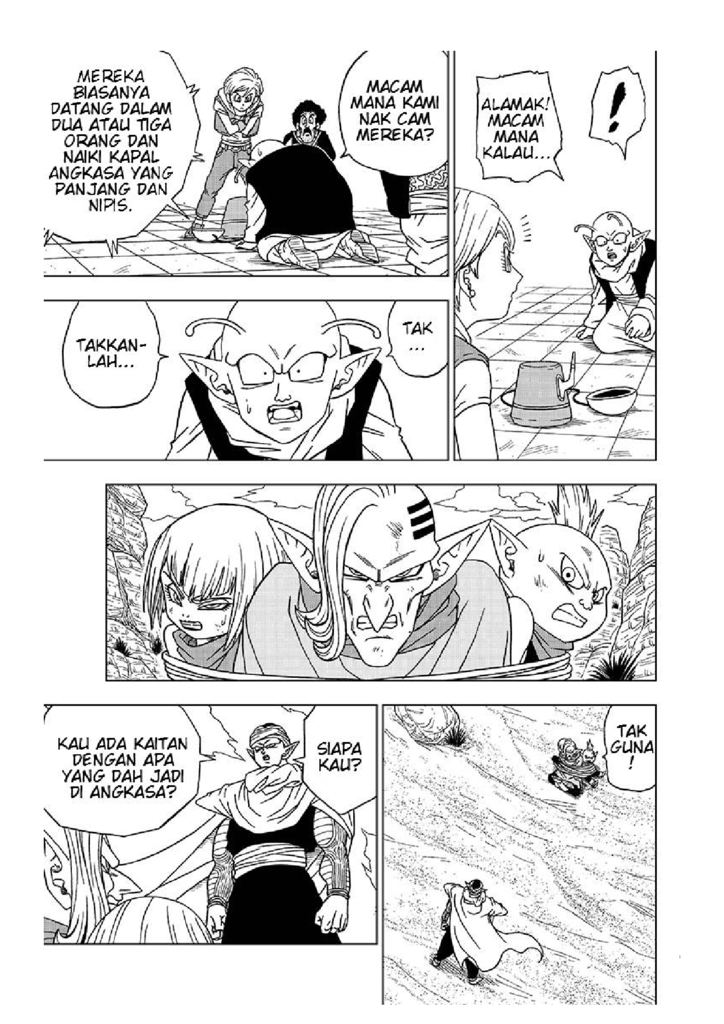 !
ALAMAK!
MACAM
MANA
KALAU...
MACAM
MANA KAMI
NAK CAM
MEREKA?
MEREKA
BIASANYA
DATANG DALAM
DUA ATAU TIGA
ORANG DAN
NAIKI KAPAL
ANGKASA YANG
PANJANG DAN
NIPIS.
TAK
...
TAKKAN-
LAH...
TAK
GUNA
!
SIAPA
KAU?
KAU ADA KAITAN
DENGAN APA
YANG DAH JADI
DI ANGKASA?